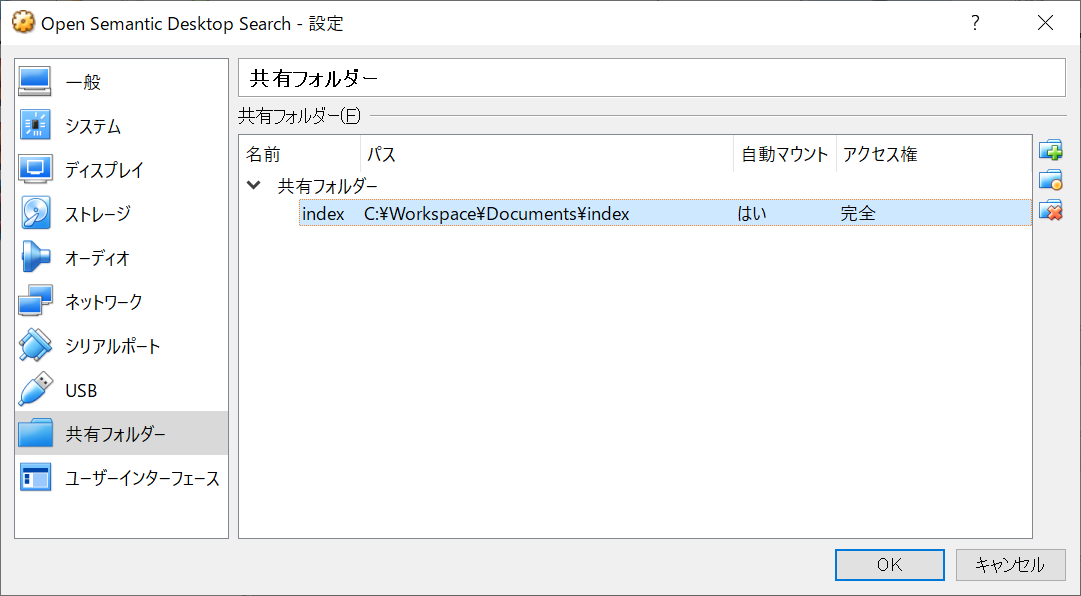 Open Semantic Desktop Search - 設定
?
一般
システム
ディスプレイ
ストレージ
オーディオ
ネットワーク
シリアルポート
USB
共有フォルダー
ユーザーインターフェース
共有フォルダー
共有フォルダー(F)
名前 パス 自動マウント アクセス権
共有フォルダー
index C:¥Workspace¥Documents¥index はい 完全
OK キャンセル